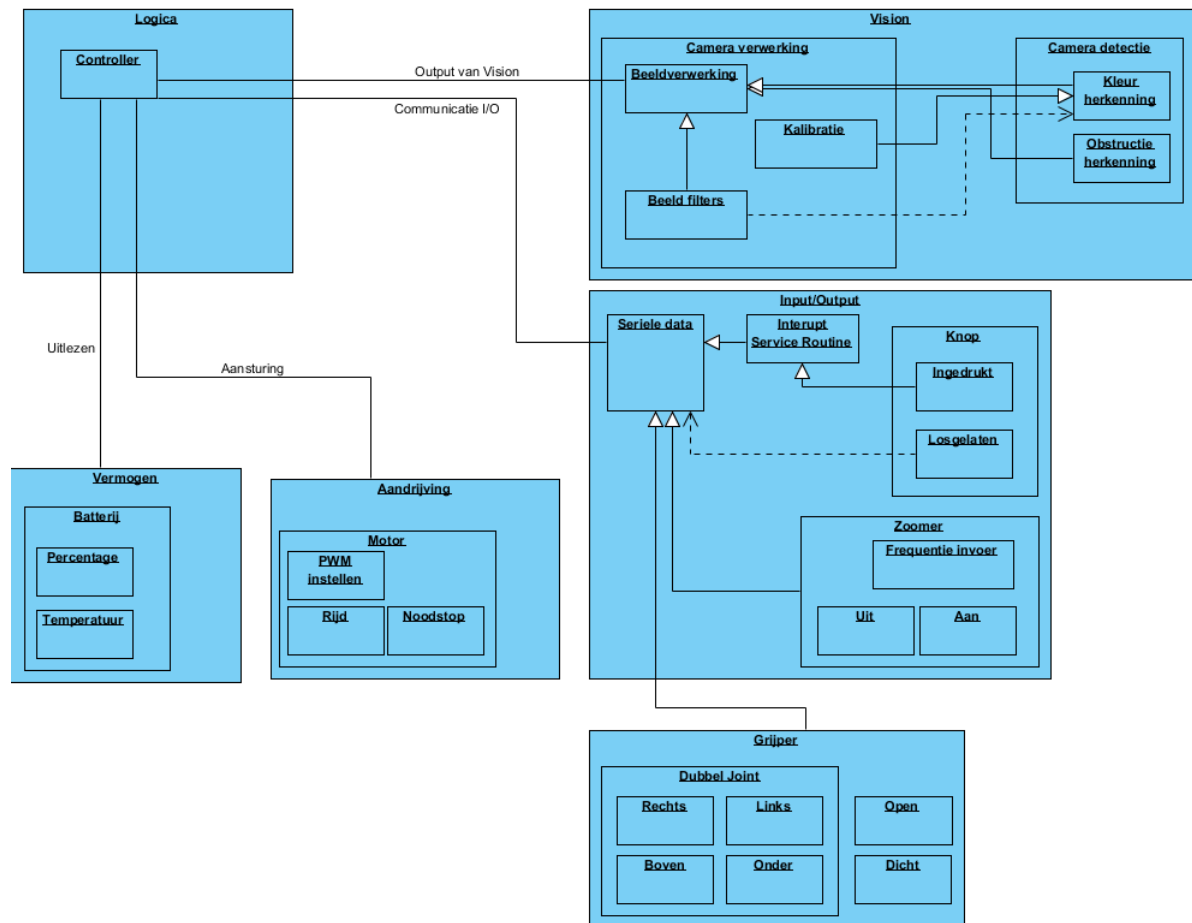 Logica
Controller
Output van Vision
Communicatie I/O
Uitlezen
Aansturing
Vision
Camera verwerking
Beeldverwerking
Kalibratie
Beeld filters
Camera detectie
Kleur
herkenning
Obstructie
herkenning
Input/Output
Seriele data
Interupt
Service Routine
Knop
Ingedrukt
Losgelaten
Zoomer
Frequentie invoer
Uit
Aan
Vermogen
Batterij
Percentage
Temperatuur
Aandrijving
Motor
PWM
instellen
Rijd
Noodstop
Grijper
Dubbel Joint
Rechts
Links
Boven
Onder
Open
Dicht